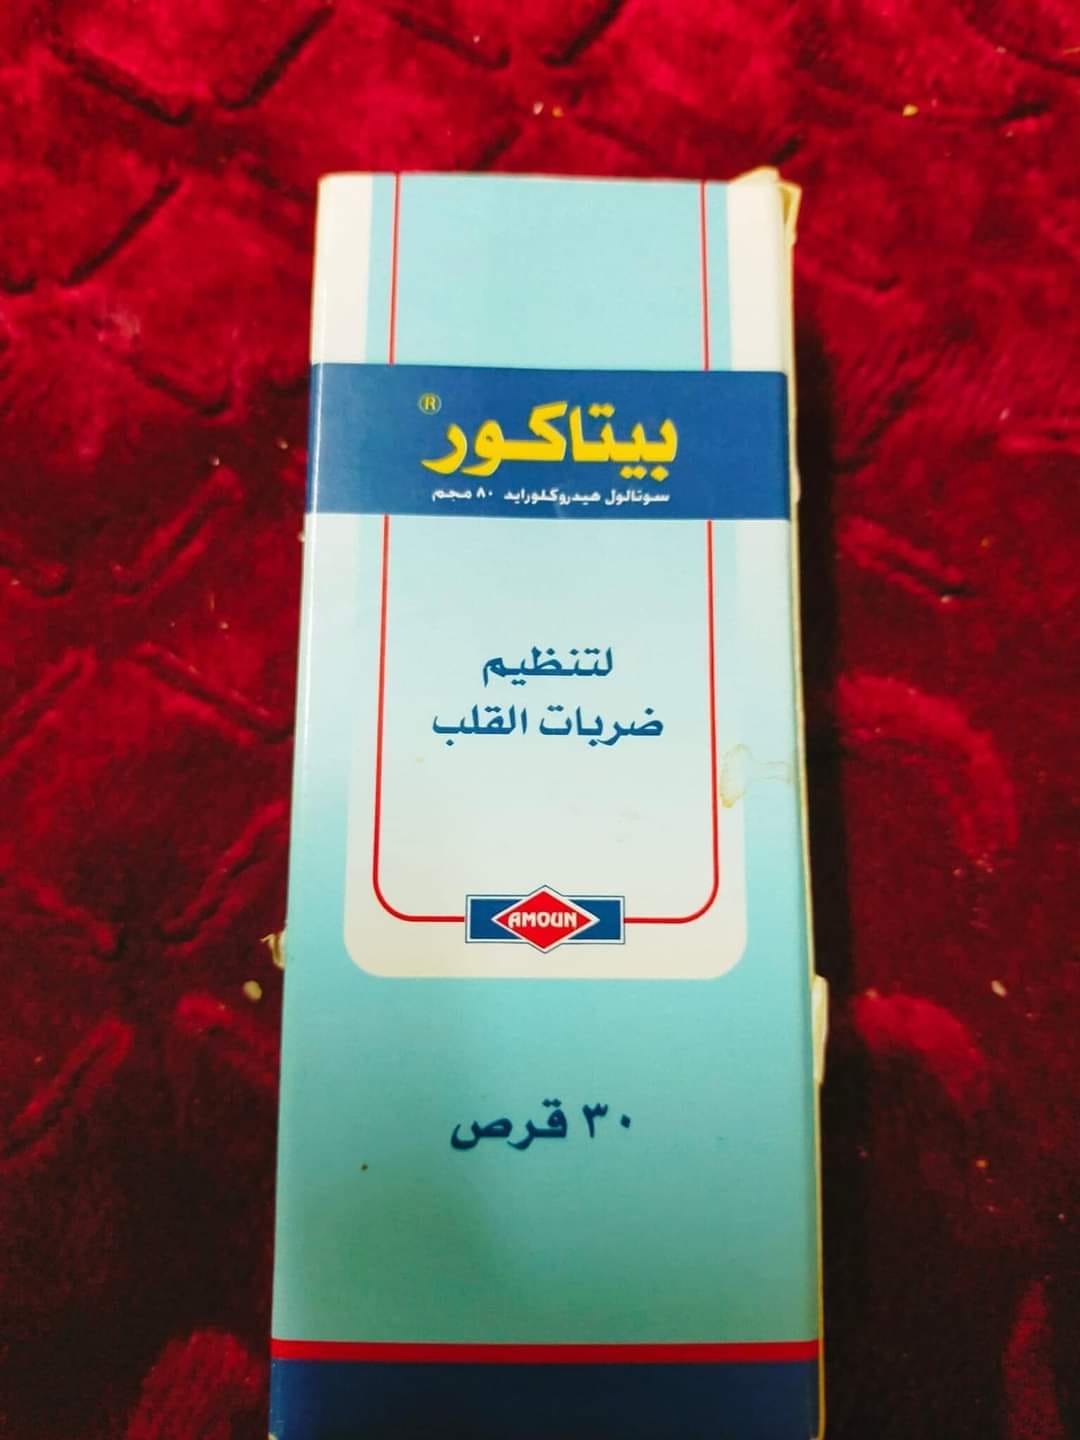 بيتاكور ®
سوتالول هيدروكلورايد ٨٠ مجم
لتنظيم
ضربات القلب
AMOUN
٣٠ قرص